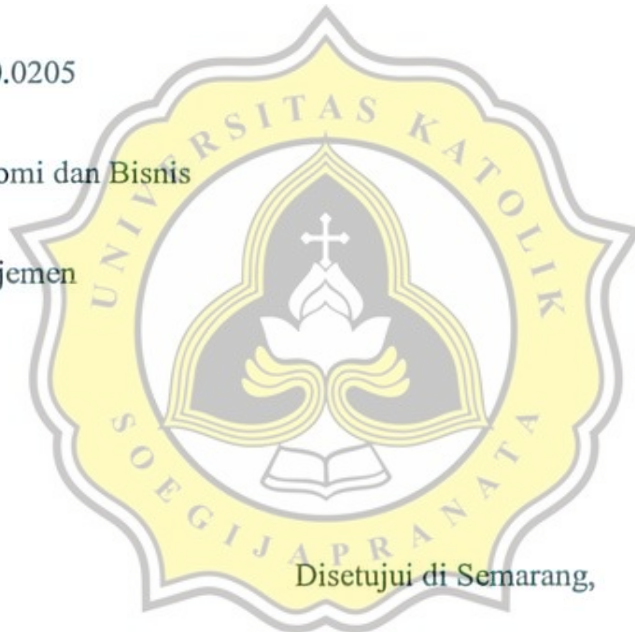 .0205
omi dan Bisnis
jemen
UNIVERSITAS KATOLIK
SOEGIJAPRANATA
Disetujui di Semarang,